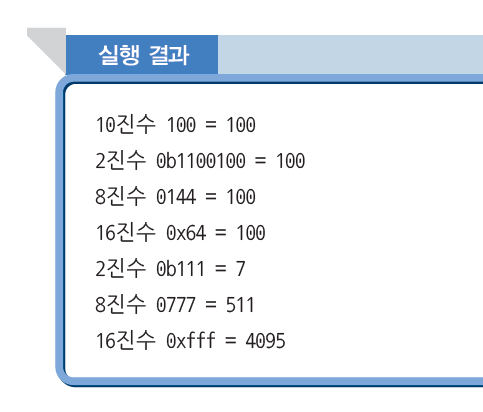 실행 결과
10진수 100 = 100
2진수 0b1100100 = 100
8진수 0144 = 100
16진수 0x64 = 100
2진수 0b111 = 7
8진수 0777 = 511
16진수 0xfff = 4095